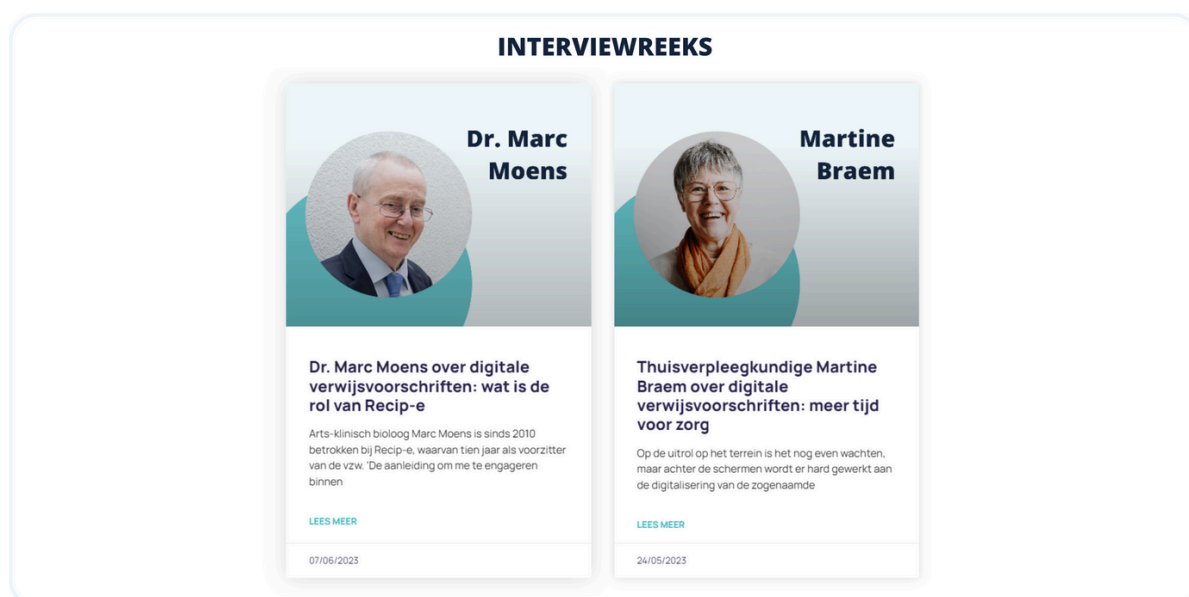 INTERVIEWREEKS
Dr. Marc
Moens
Dr. Marc Moens over digitale
verwijsvoorschriften: wat is de
rol van Recip-e
Arts-klinisch bioloog Marc Moens is sinds 2010
betrokken bij Recip-e, waarvan tien jaar als voorzitter
van de vzw. 'De aanleiding om me te engageren
binnen
LEES MEER
07/06/2023
Martine
Braem
Thuisverpleegkundige Martine
Braem over digitale
verwijsvoorschriften: meer tijd
voor zorg
Op de uitrol op het terrein is het nog even wachten,
maar achter de schermen wordt er hard gewerkt aan
de digitalisering van de zogenaamde
LEES MEER
24/05/2023